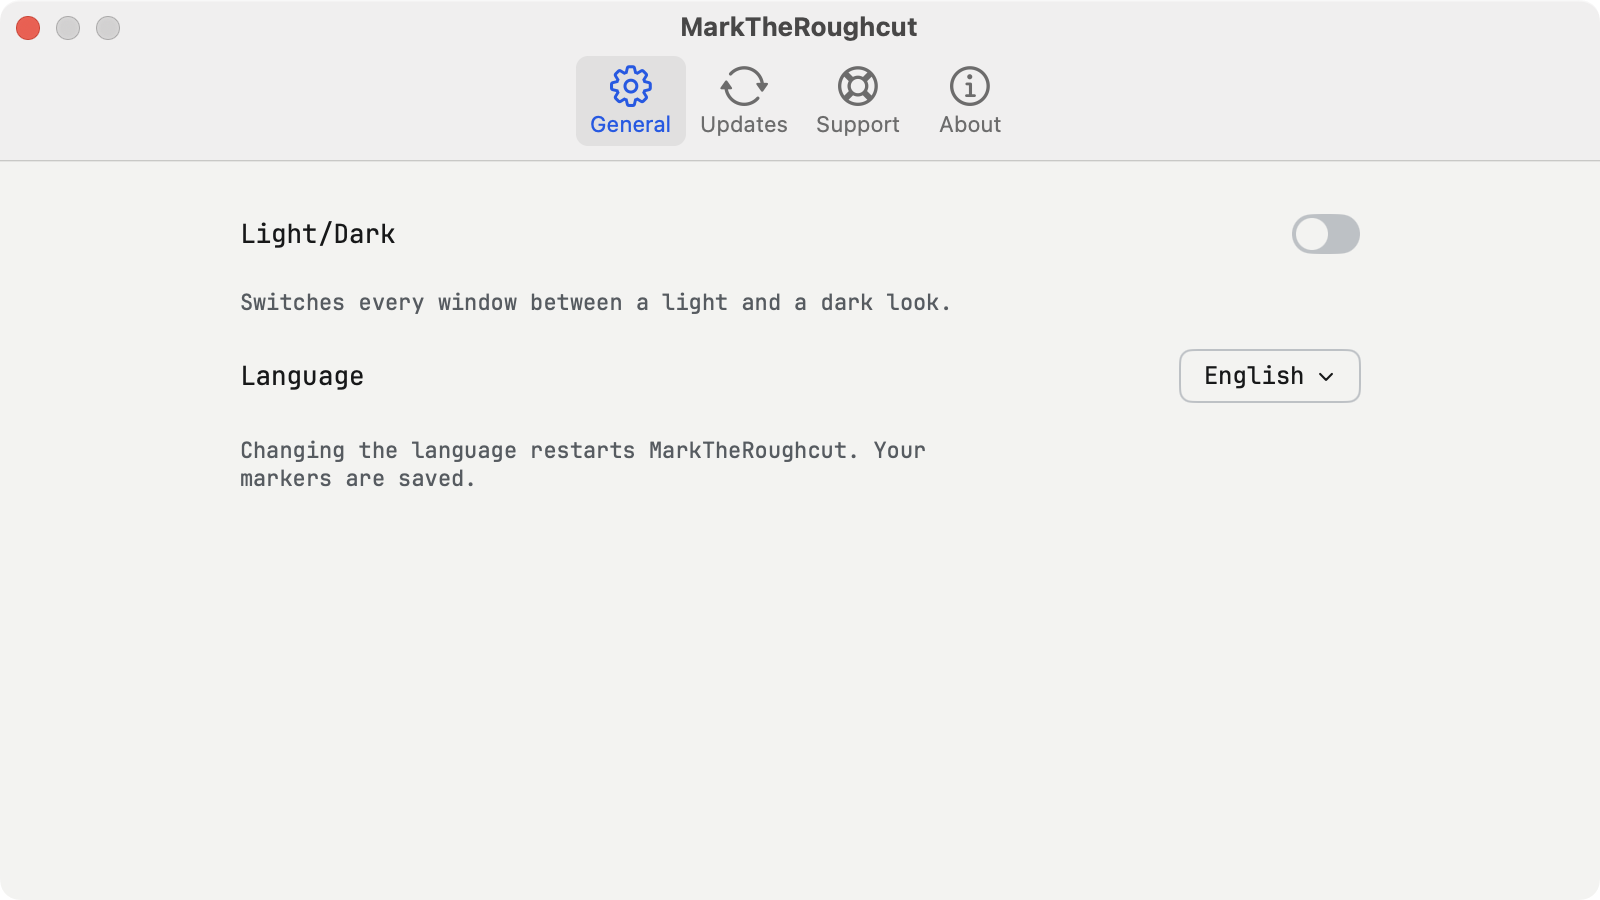 MarkTheRoughcut
General
Updates
Support
About
Light/Dark
Switches every window between a light and a dark look.
Language
English
Changing the language restarts MarkTheRoughcut. Your
markers are saved.